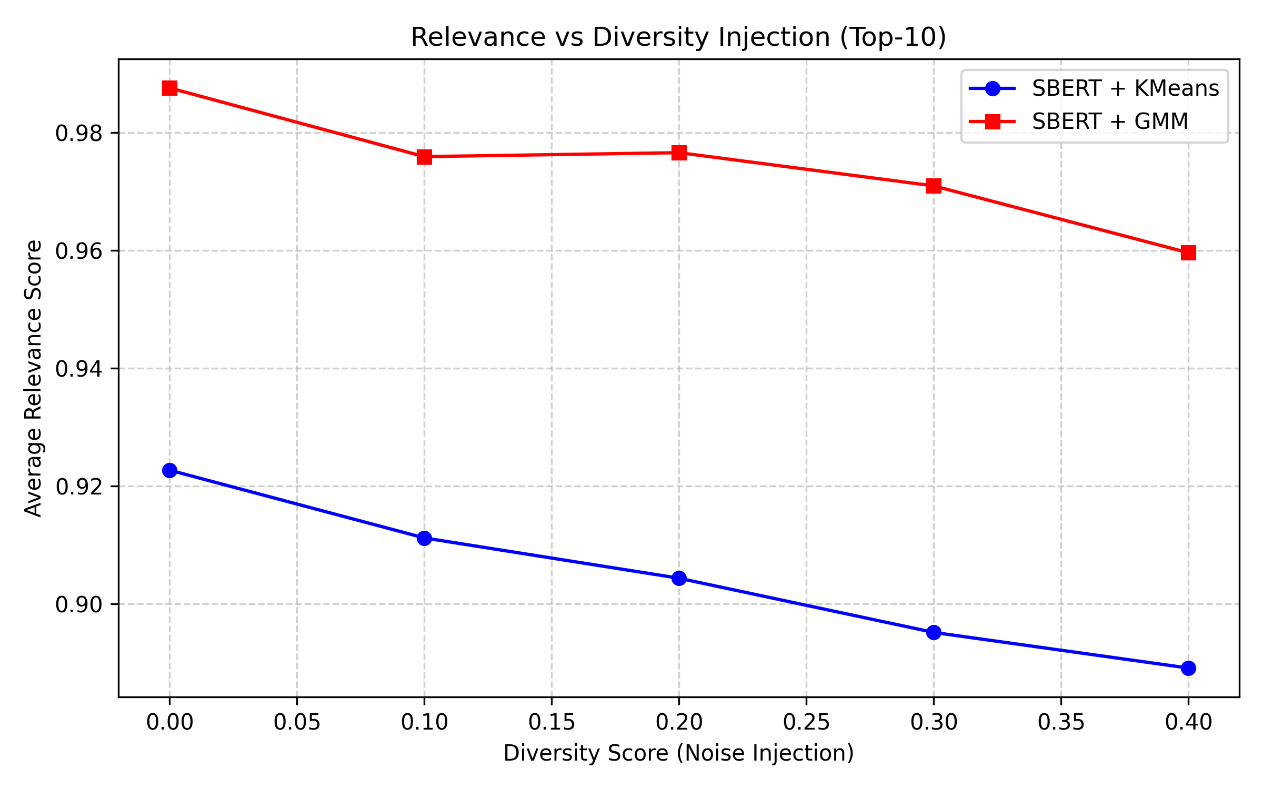 Relevance vs Diversity Injection (Top-10)
SBERT + KMeans
SBERT + GMM
Average Relevance Score
0.98
0.96
0.94
0.92
0.90
0.00 0.05 0.10 0.15 0.20 0.25 0.30 0.35 0.40
Diversity Score (Noise Injection)